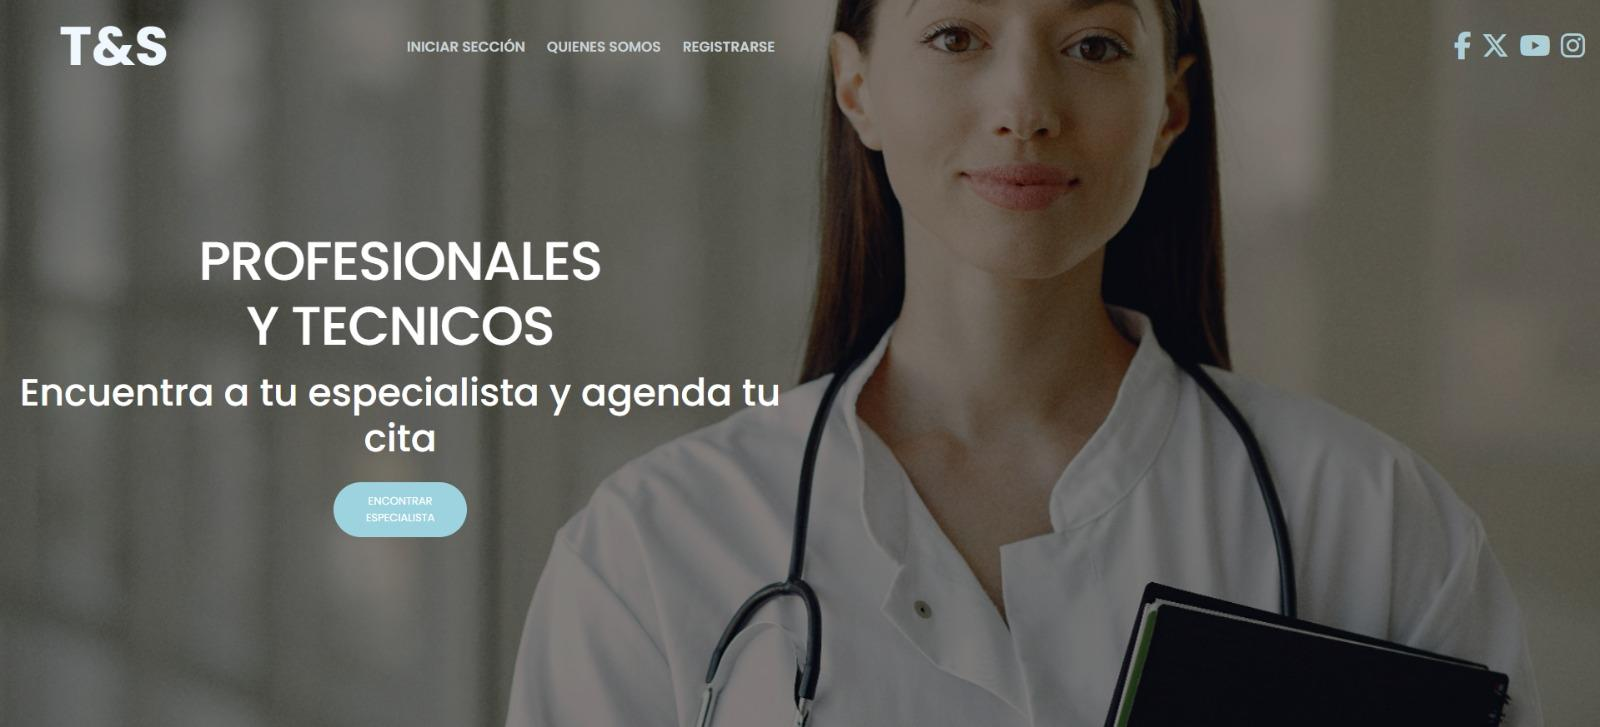 T&S
INICIAR SECCIÓN QUIENES SOMOS REGISTRARSE
PROFESIONALES
Y TECNICOS
Encuentra a tu especialista y agenda tu
cita
ENCONTRAR
ESPECIALISTA